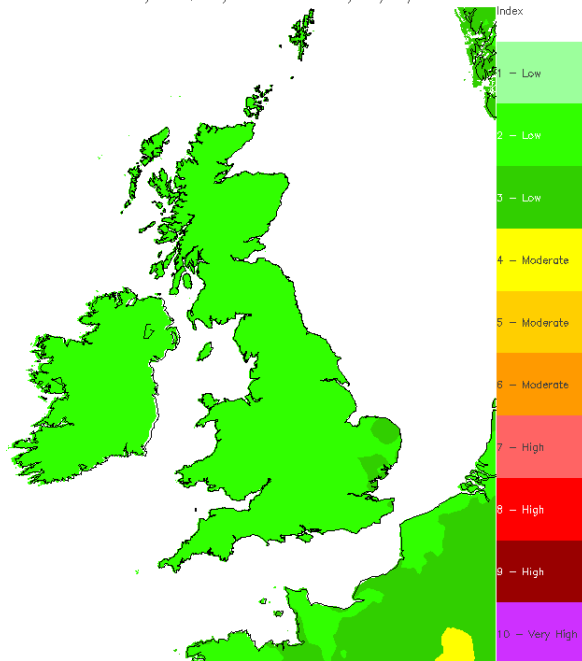 Index
1 - Low
2 - Low
3 - Low
4 - Moderate
5 - Moderate
6 - Moderate
7 - High
8 - High
9 - High
10 - Very High